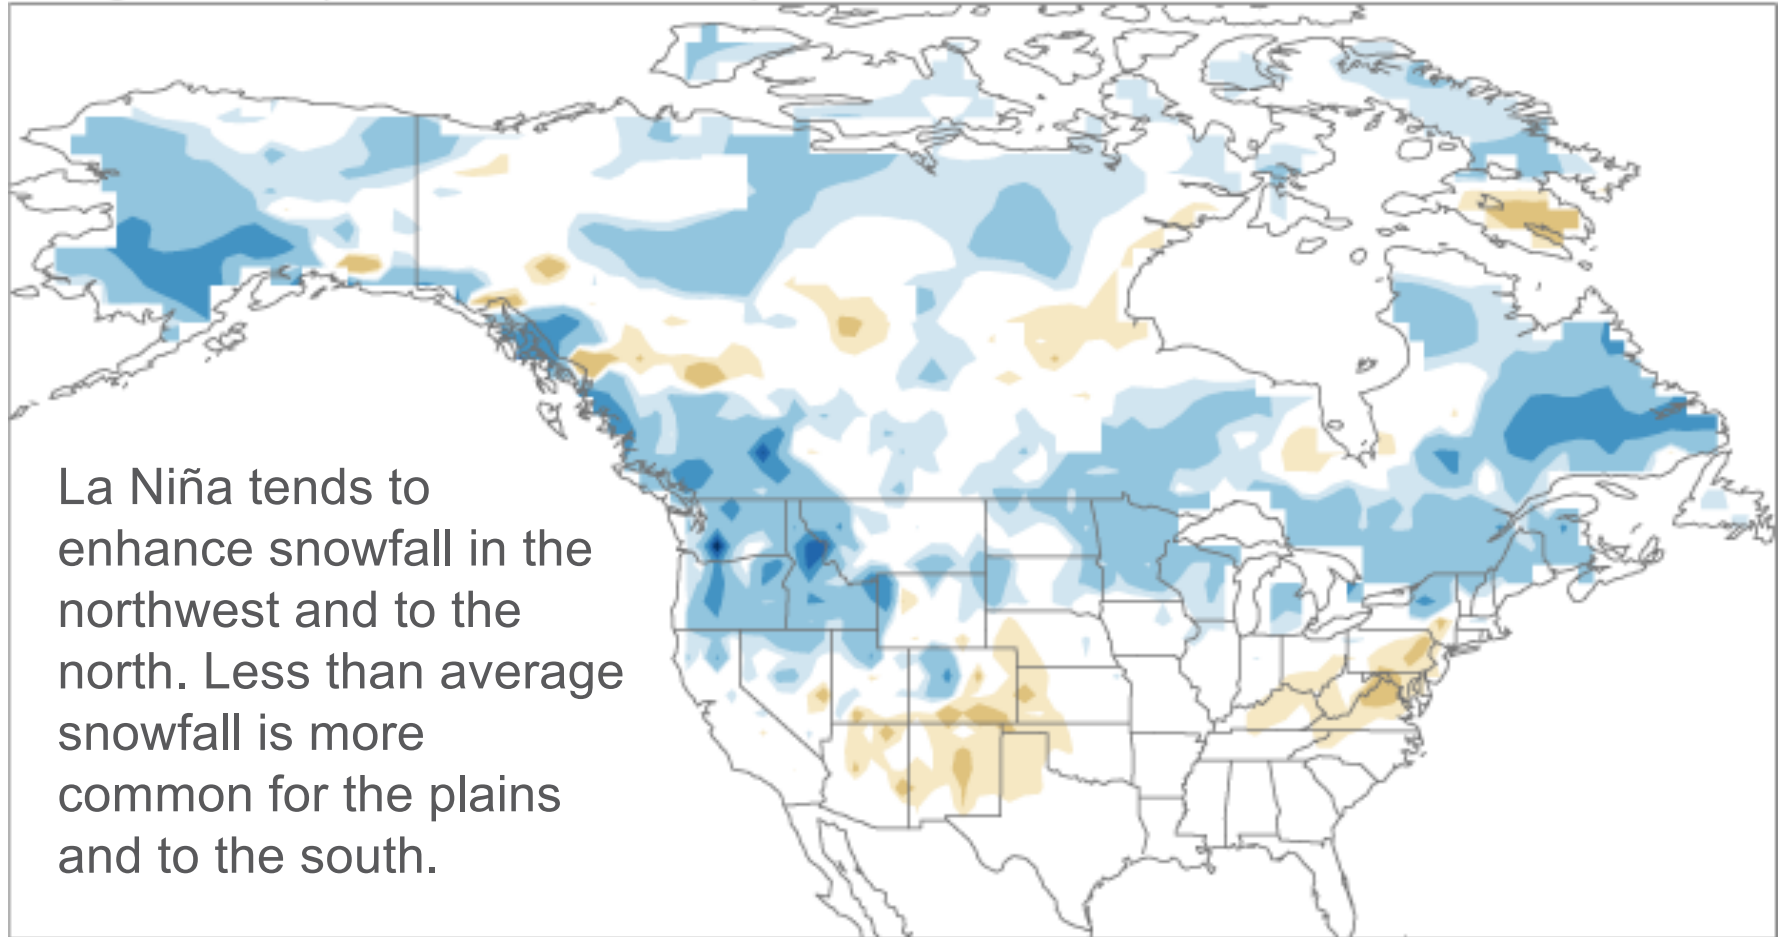 La Niña tends to
enhance snowfall in the
northwest and to the
north. Less than average
snowfall is more
common for the plains
and to the south.